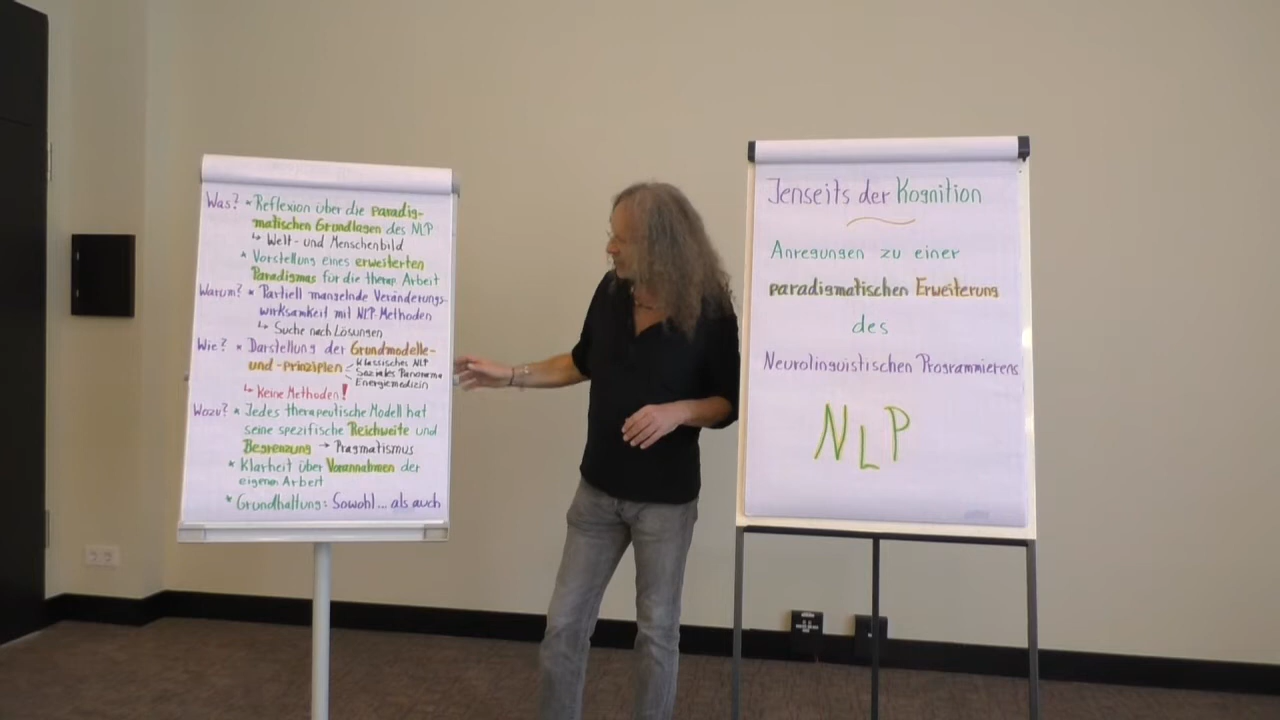 Was? * Reflexion über die paradig-
matischen Grundlagen des NLP
↳ Welt- und Menschenbild
* Vorstellung eines erweiterten
Paradigmas für die therap. Arbeit
Warum? * Partiell mangelnde Veränderungs-
wirksamkeit mit NLP-Methoden
↳ Suche nach Lösungen
Wie? * Darstellung der Grundmodelle-
und -prinzipien < Klassisches NLP
Soziales Panorama
Energiemedizin
↳ Keine Methoden!
Wozu? * Jedes therapeutische Modell hat
seine spezifische Reichweite und
Begrenzung → Pragmatismus
* Klarheit über Vorannahmen der
eigenen Arbeit
* Grundhaltung: Sowohl... als auch
Jenseits der Kognition
Anregungen zu einer
paradigmatischen Erweiterung
des
Neurolinguistischen Programmierens
NLP